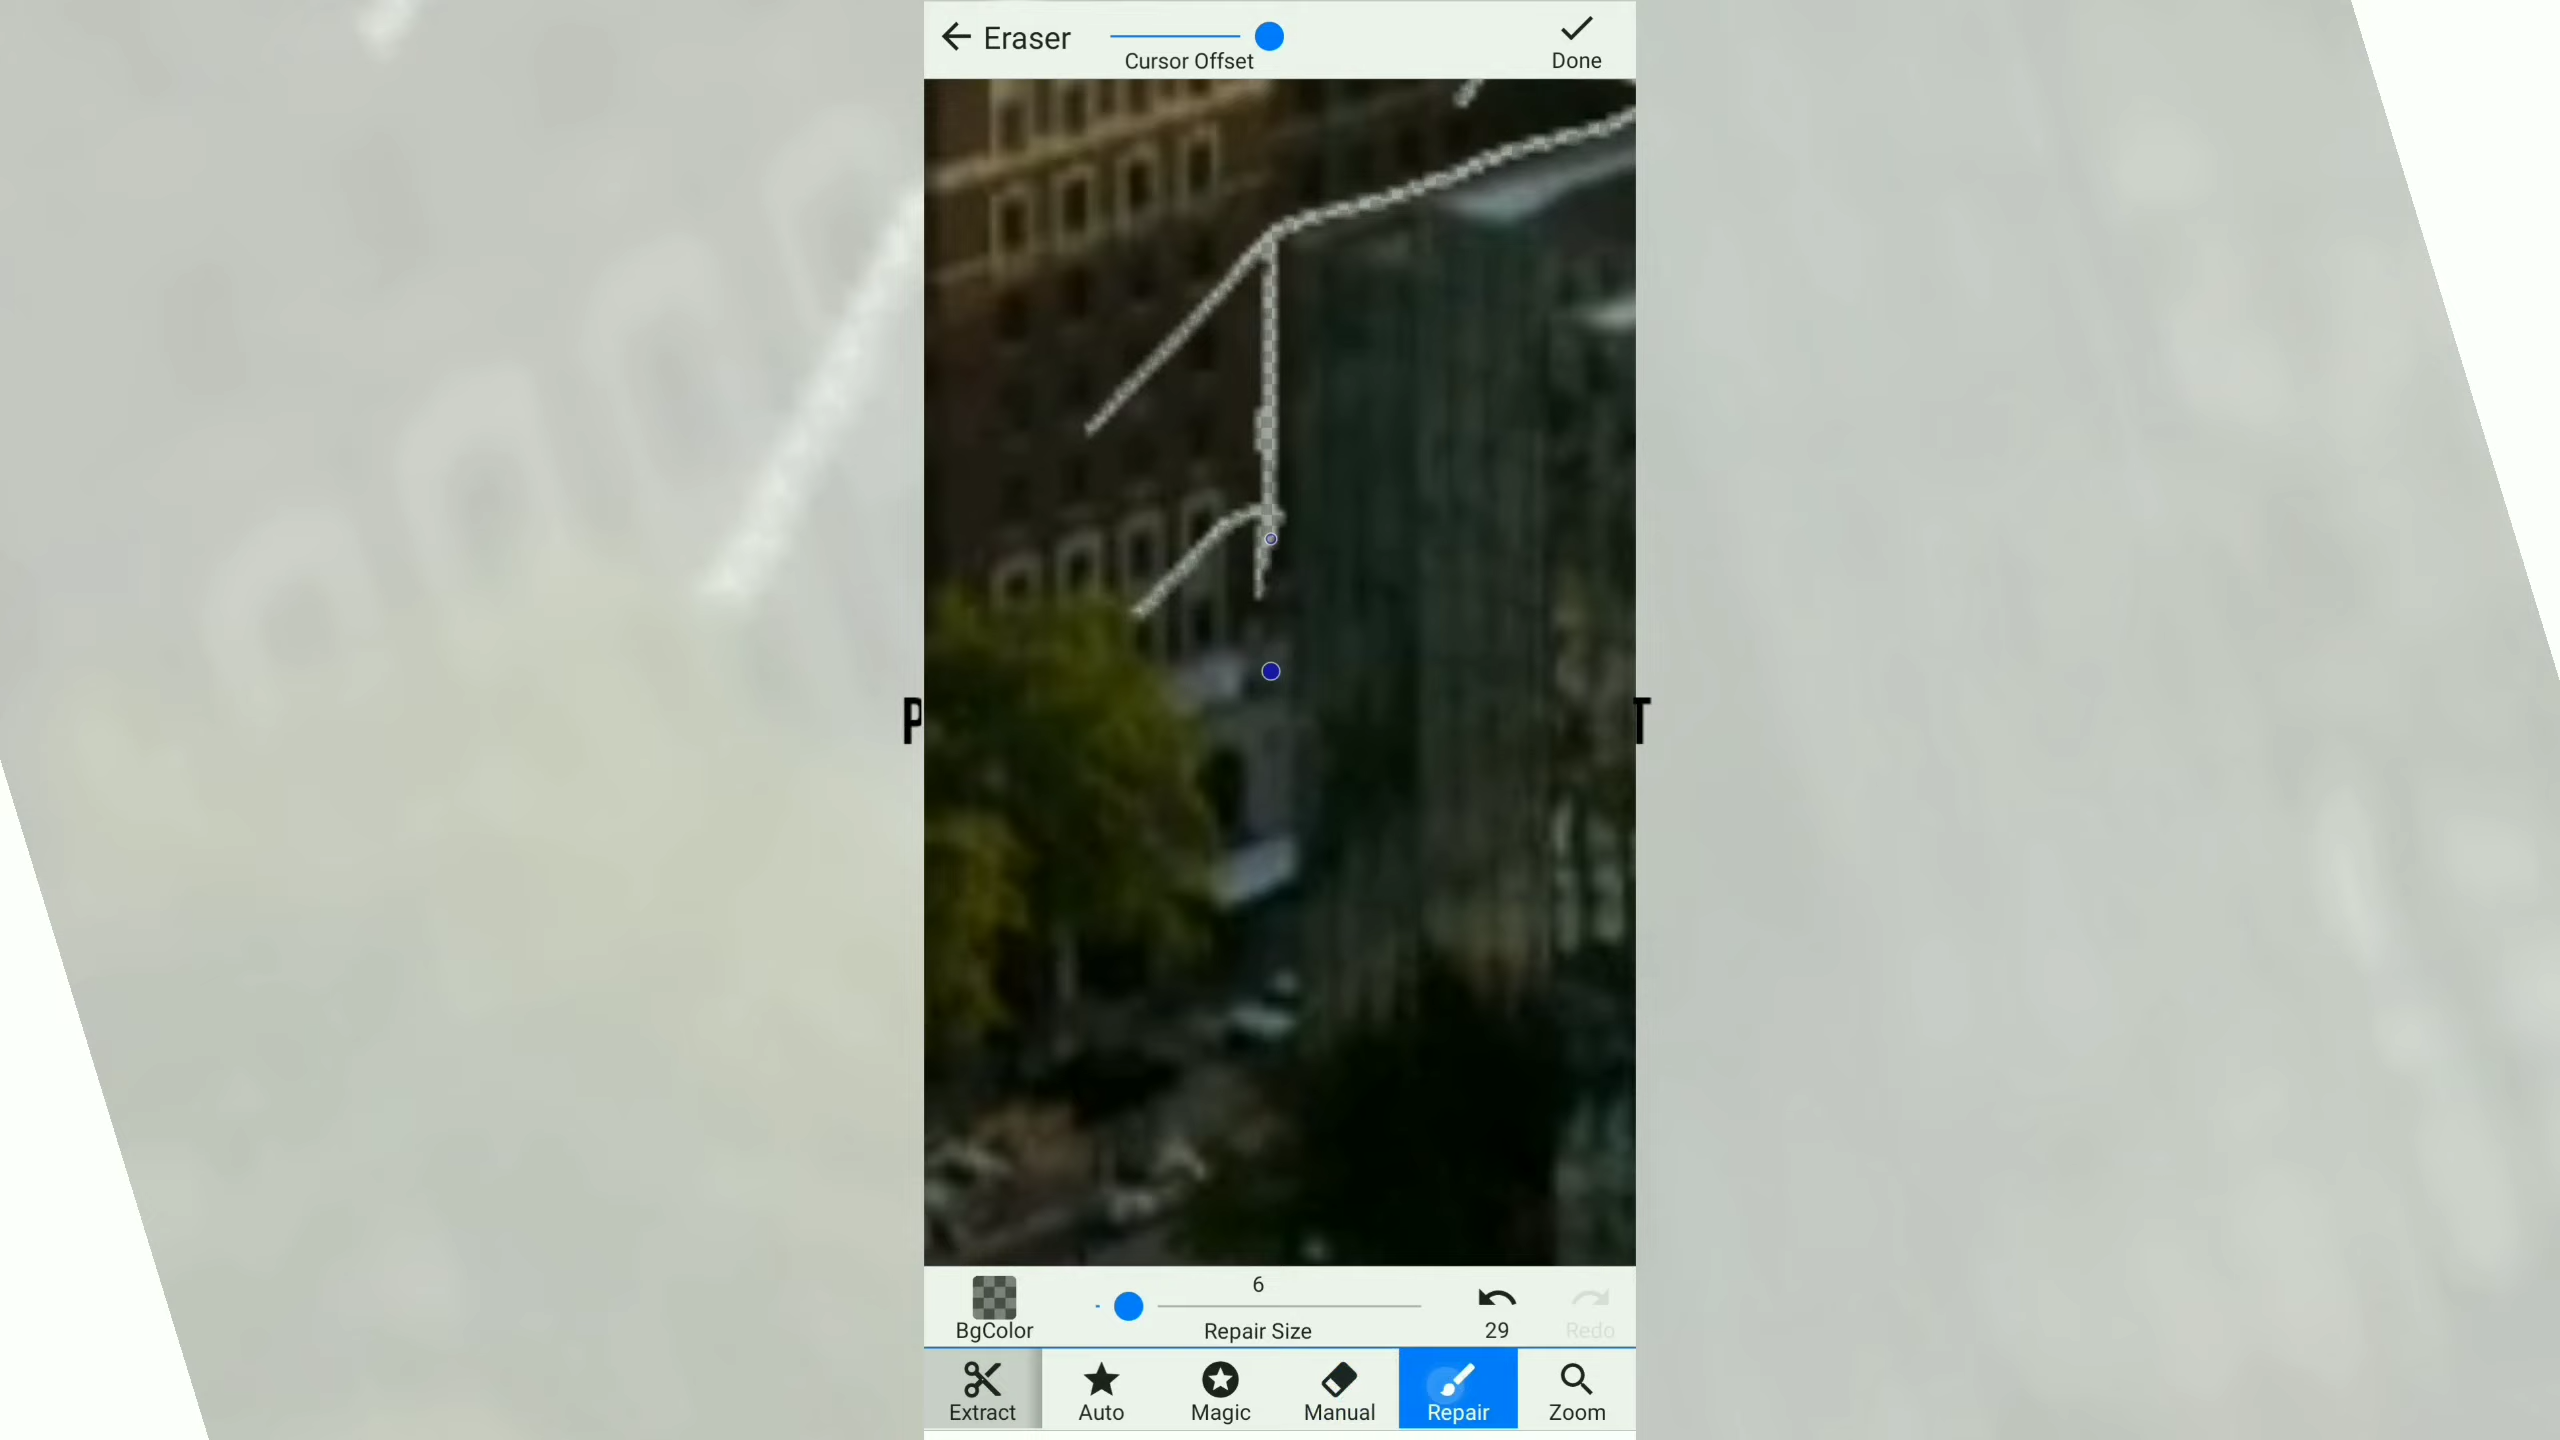 Eraser
Cursor Offset
Done
P
T
6
BgColor
Repair Size
29
Redo
Extract
Auto
Magic
Manual
Repair
Zoom